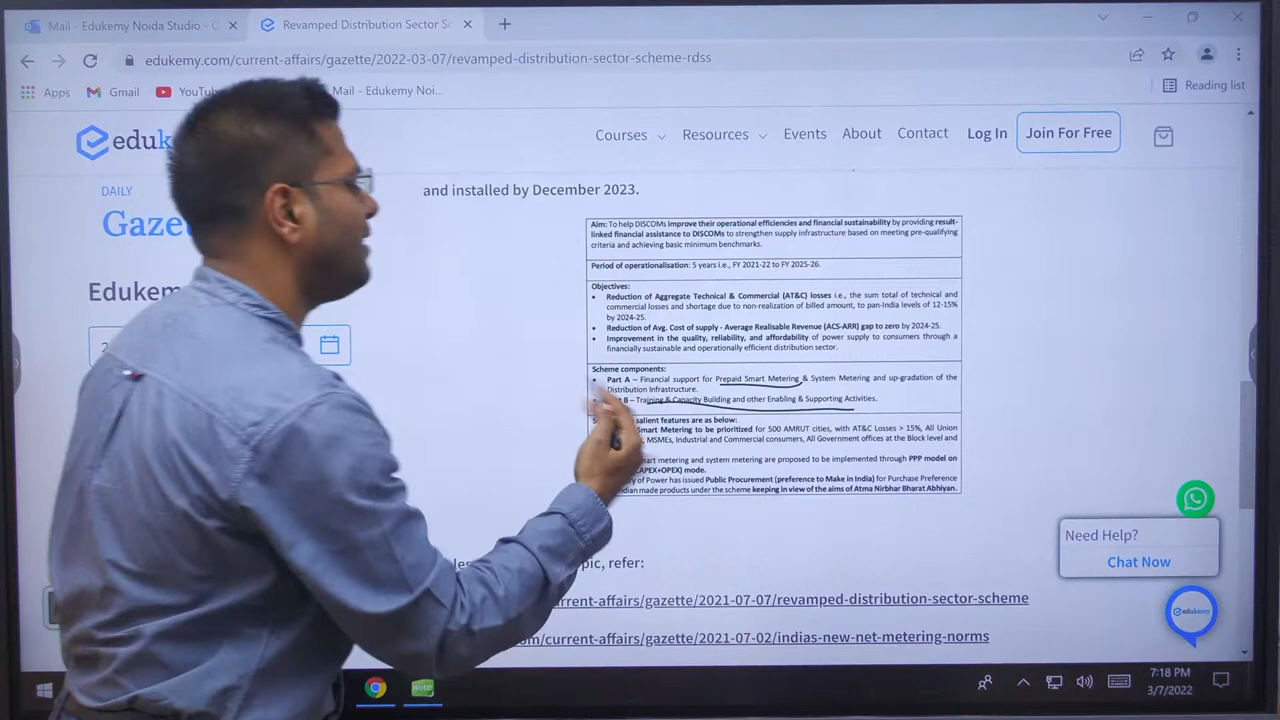 Mail - Edukemy Noida Studio -
Revamped Distribution Sector Sc
edukemy.com/current-affairs/gazette/2022-03-07/revamped-distribution-sector-scheme-rdss
Apps
Gmail
YouTu
Mail - Edukemy Noi...
Reading list
eduk
Courses
Resources
Events
About
Contact
Log In
Join For Free
DAILY
Gaze
Edukem
2
and installed by December 2023.
Aim: To help DISCOMs improve their operational efficiencies and financial sustainability by providing result-
linked financial assistance to DISCOMs to strengthen supply infrastructure based on meeting pre-qualifying
criteria and achieving basic minimum benchmarks.
Period of operationalisation: 5 years i.e., FY 2021-22 to FY 2025-26.
Objectives:
• Reduction of Aggregate Technical & Commercial (AT&C) losses i.e., the sum total of technical and
commercial losses and shortage due to non-realization of billed amount, to pan-India levels of 12-15%
by 2024-25.
• Reduction of Avg. Cost of supply - Average Realisable Revenue (ACS-ARR) gap to zero by 2024-25.
• Improvement in the quality, reliability, and affordability of power supply to consumers through a
financially sustainable and operationally efficient distribution sector.
Scheme components:
• Part A – Financial support for Prepaid Smart Metering & System Metering and up-gradation of the
Distribution Infrastructure.
B – Training & Capacity Building and other Enabling & Supporting Activities.
salient features are as below:
Smart Metering to be prioritized for 500 AMRUT cities, with AT&C Losses > 15%, All Union
MSMEs, Industrial and Commercial consumers, All Government offices at the Block level and
mart metering and system metering are proposed to be implemented through PPP model on
CAPEX+OPEX) mode.
ry of Power has issued Public Procurement (preference to Make in India) for Purchase Preference
ndian made products under the scheme keeping in view of the aims of Atma Nirbhar Bharat Abhiyan.
pic, refer:
rrent-affairs/gazette/2021-07-07/revamped-distribution-sector-scheme
om/current-affairs/gazette/2021-07-02/indias-new-net-metering-norms
Need Help?
Chat Now
edukemy
note
7:18 PM
3/7/2022